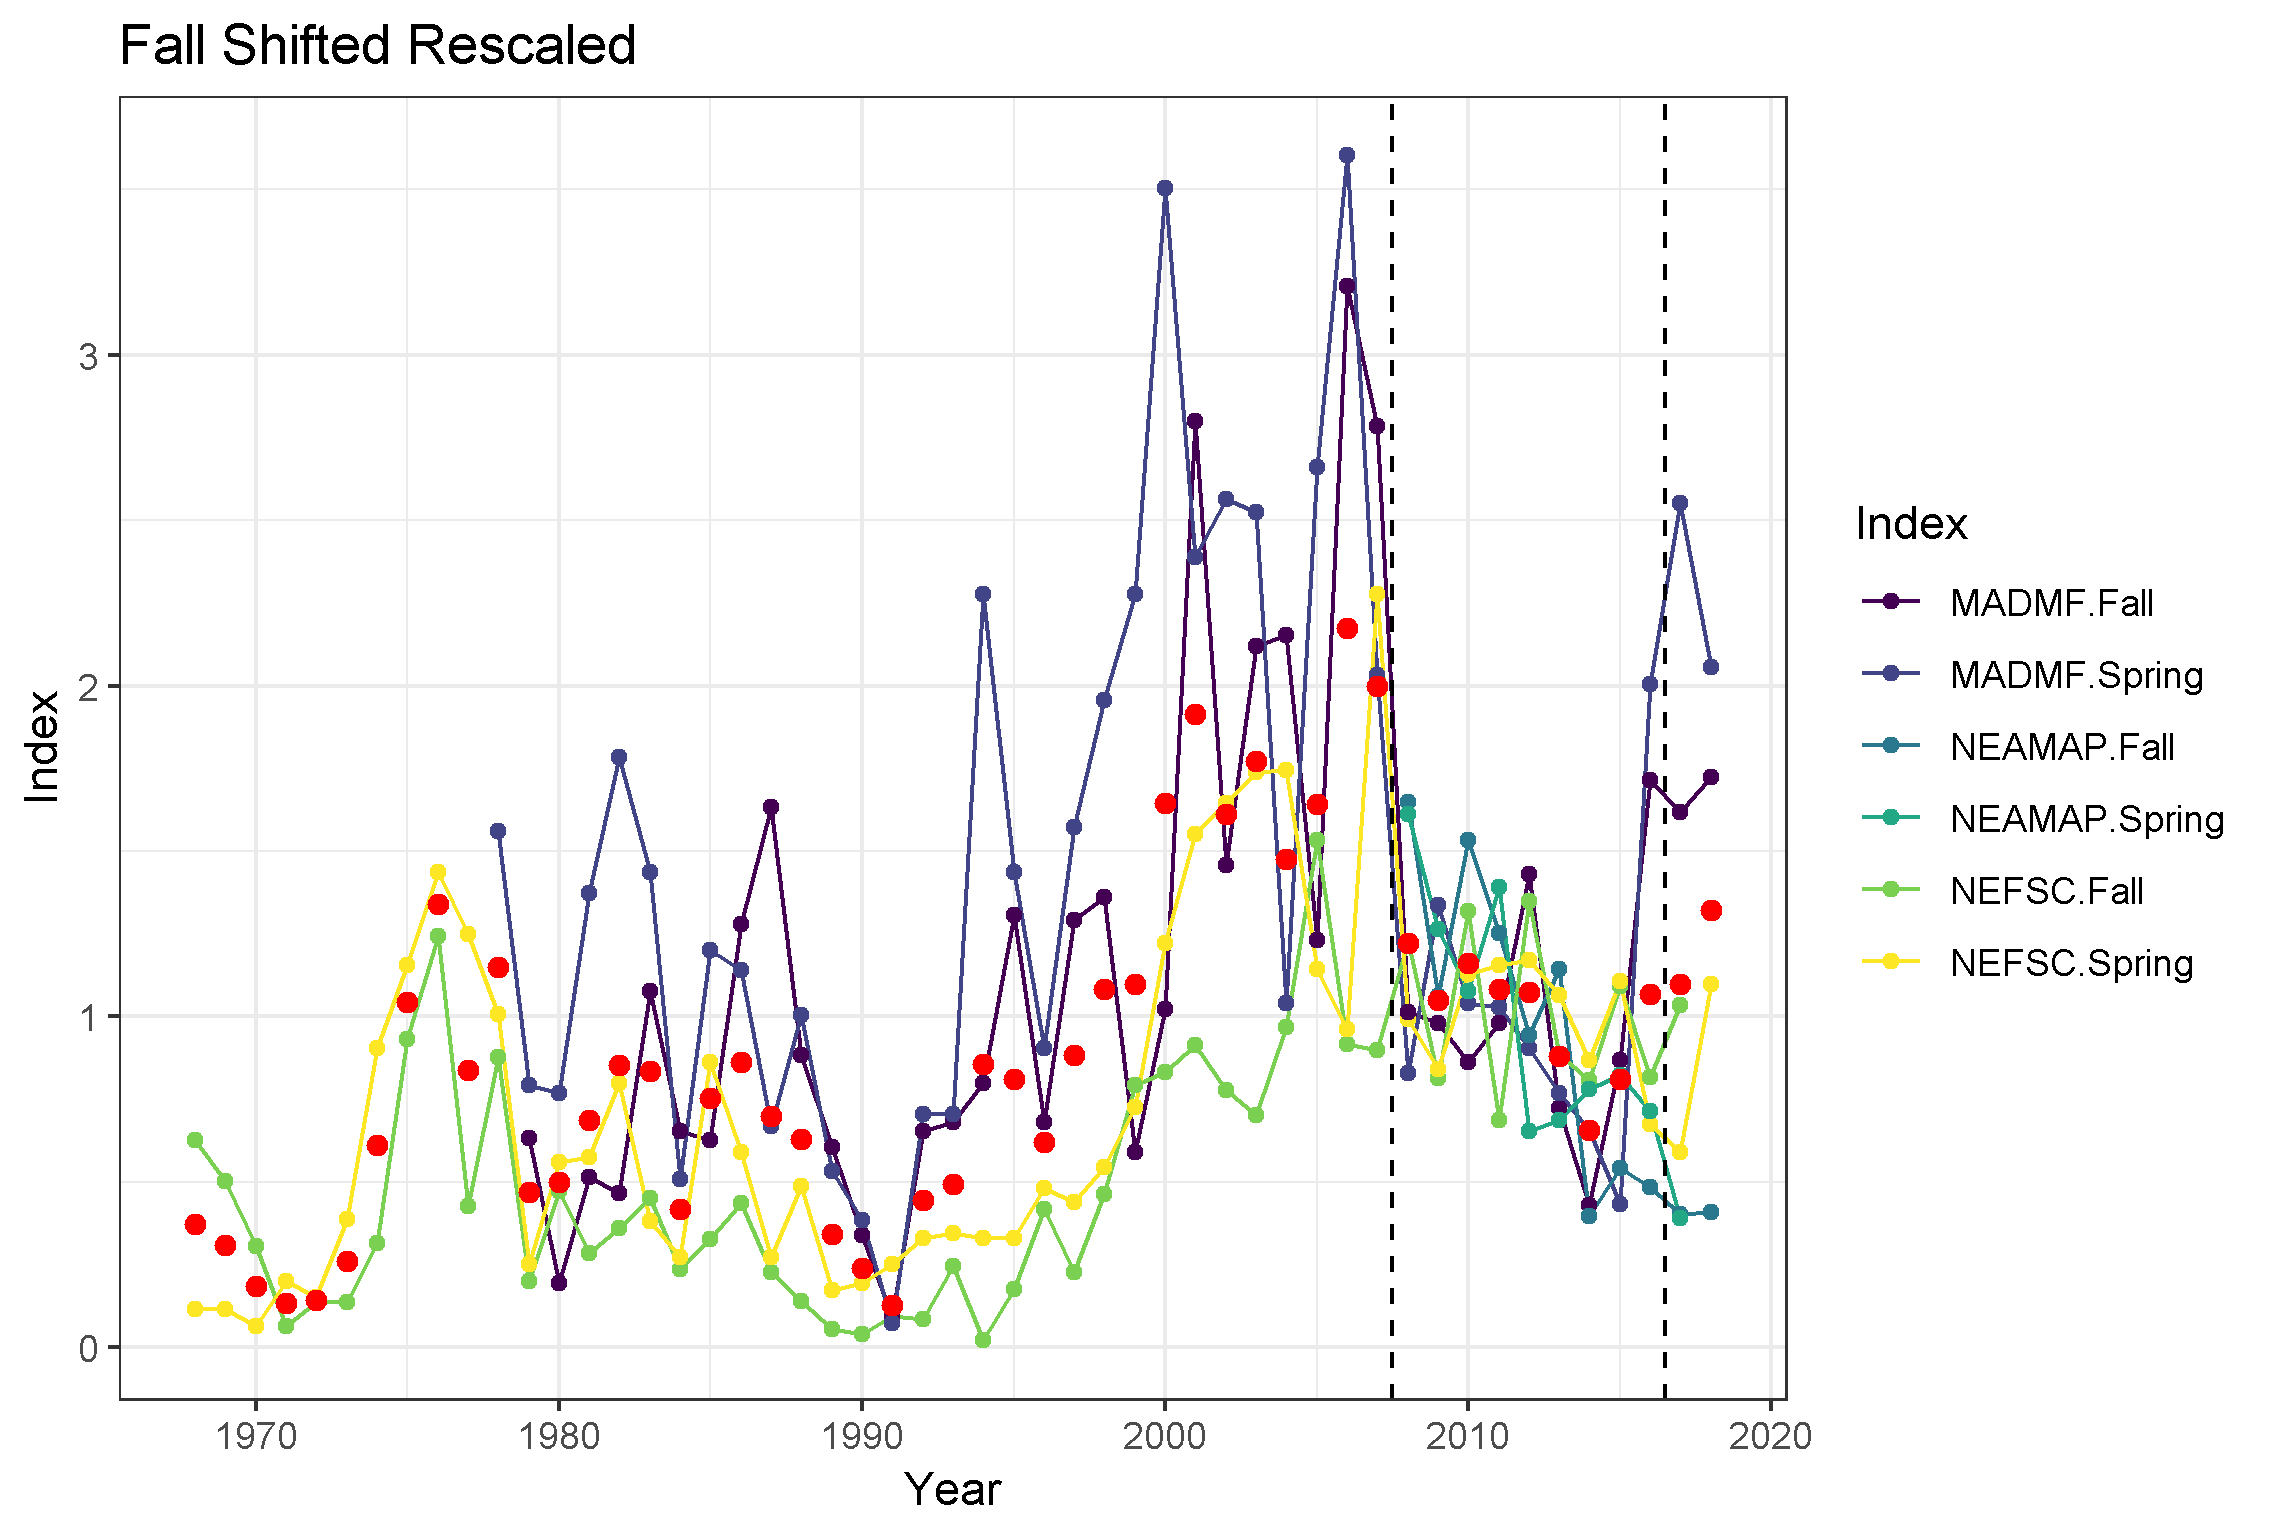 Fall Shifted Rescaled
3
2
1
0
Index
1970 1980 1990 2000 2010 2020
Year
Index
MADMF.Fall
MADMF.Spring
NEAMAP.Fall
NEAMAP.Spring
NEFSC.Fall
NEFSC.Spring